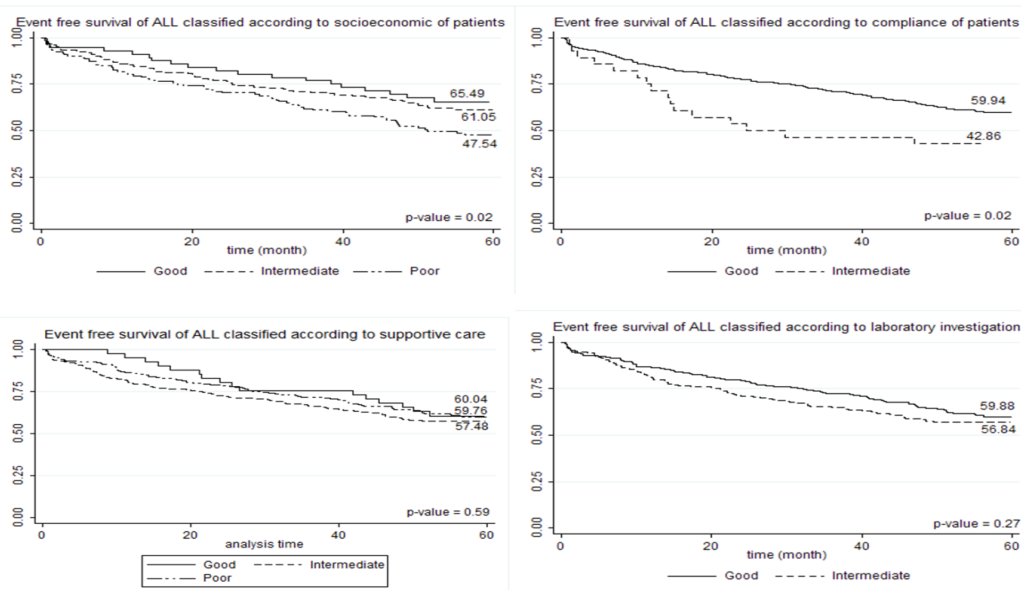 Event free survival of ALL classified according to socioeconomic of patients
1.00
0.75
0.50
0.25
0.00
65.49
61.05
47.54
p-value = 0.02
0 20 40 60
time (month)
Good Intermediate Poor
Event free survival of ALL classified according to compliance of patients
1.00
0.75
0.50
0.25
0.00
59.94
42.86
p-value = 0.02
0 20 40 60
time (month)
Good Intermediate
Event free survival of ALL classified according to supportive care
1.00
0.75
0.50
0.25
0.00
60.04
59.76
57.48
p-value = 0.59
0 20 40 60
analysis time
Good Intermediate
Poor
Event free survival of ALL classified according to laboratory investigation
1.00
0.75
0.50
0.25
0.00
59.88
56.84
p-value = 0.27
0 20 40 60
time (month)
Good Intermediate